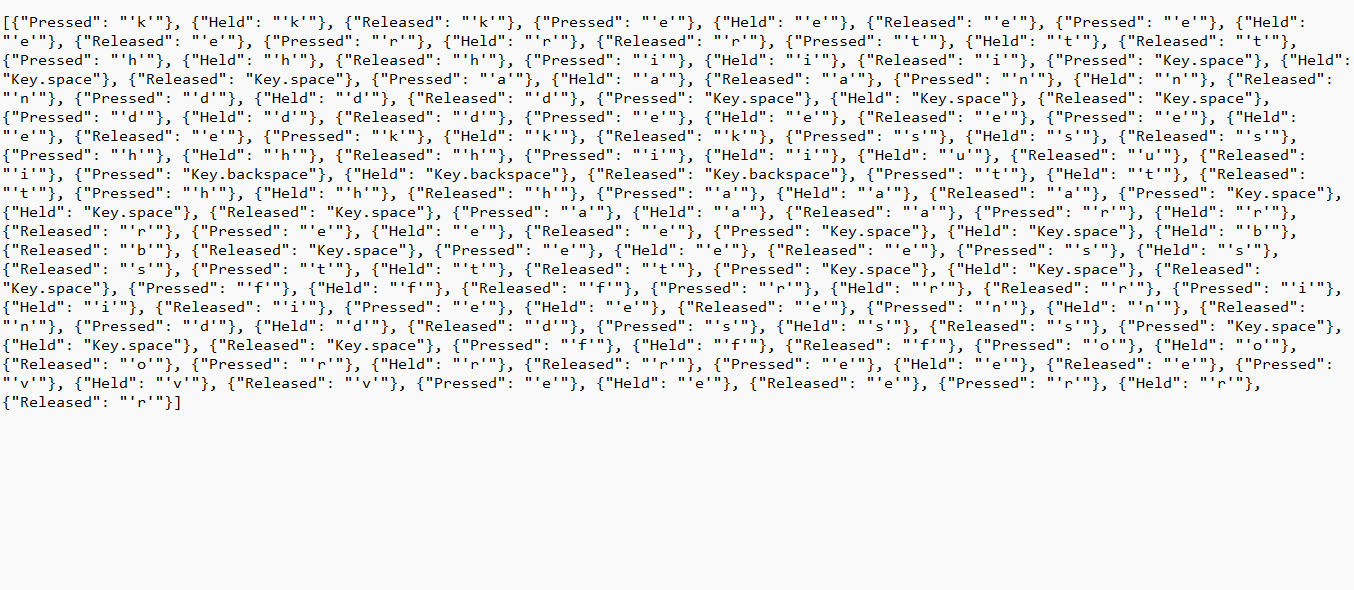 [{"Pressed": "'k'"}, {"Held": "'k'"}, {"Released": "'k'"}, {"Pressed": "'e'"}, {"Held": "'e'"}, {"Released": "'e'"}, {"Pressed": "'e'"}, {"Held":
"'e'"}, {"Released": "'e'"}, {"Pressed": "'r'"}, {"Held": "'r'"}, {"Released": "'r'"}, {"Pressed": "'t'"}, {"Held": "'t'"}, {"Released": "'t'"},
{"Pressed": "'h'"}, {"Held": "'h'"}, {"Released": "'h'"}, {"Pressed": "'i'"}, {"Held": "'i'"}, {"Released": "'i'"}, {"Pressed": "Key.space"}, {"Held":
"Key.space"}, {"Released": "Key.space"}, {"Pressed": "'a'"}, {"Held": "'a'"}, {"Released": "'a'"}, {"Pressed": "'n'"}, {"Held": "'n'"}, {"Released":
"'n'"}, {"Pressed": "'d'"}, {"Held": "'d'"}, {"Released": "'d'"}, {"Pressed": "Key.space"}, {"Held": "Key.space"}, {"Released": "Key.space"},
{"Pressed": "'d'"}, {"Held": "'d'"}, {"Released": "'d'"}, {"Pressed": "'e'"}, {"Held": "'e'"}, {"Released": "'e'"}, {"Pressed": "'e'"}, {"Held":
"'e'"}, {"Released": "'e'"}, {"Pressed": "'k'"}, {"Held": "'k'"}, {"Released": "'k'"}, {"Pressed": "'s'"}, {"Held": "'s'"}, {"Released": "'s'"},
{"Pressed": "'h'"}, {"Held": "'h'"}, {"Released": "'h'"}, {"Pressed": "'i'"}, {"Held": "'i'"}, {"Held": "'u'"}, {"Released": "'u'"}, {"Released":
"'i'"}, {"Pressed": "Key.backspace"}, {"Held": "Key.backspace"}, {"Released": "Key.backspace"}, {"Pressed": "'t'"}, {"Held": "'t'"}, {"Released":
"'t'"}, {"Pressed": "'h'"}, {"Held": "'h'"}, {"Released": "'h'"}, {"Pressed": "'a'"}, {"Held": "'a'"}, {"Released": "'a'"}, {"Pressed": "Key.space"},
{"Held": "Key.space"}, {"Released": "Key.space"}, {"Pressed": "'a'"}, {"Held": "'a'"}, {"Released": "'a'"}, {"Pressed": "'r'"}, {"Held": "'r'"},
{"Released": "'r'"}, {"Pressed": "'e'"}, {"Held": "'e'"}, {"Released": "'e'"}, {"Pressed": "Key.space"}, {"Held": "Key.space"}, {"Held": "'b'"},
{"Released": "'b'"}, {"Released": "Key.space"}, {"Pressed": "'e'"}, {"Held": "'e'"}, {"Released": "'e'"}, {"Pressed": "'s'"}, {"Held": "'s'"},
{"Released": "'s'"}, {"Pressed": "'t'"}, {"Held": "'t'"}, {"Released": "'t'"}, {"Pressed": "Key.space"}, {"Held": "Key.space"}, {"Released":
"Key.space"}, {"Pressed": "'f'"}, {"Held": "'f'"}, {"Released": "'f'"}, {"Pressed": "'r'"}, {"Held": "'r'"}, {"Released": "'r'"}, {"Pressed": "'i'"},
{"Held": "'i'"}, {"Released": "'i'"}, {"Pressed": "'e'"}, {"Held": "'e'"}, {"Released": "'e'"}, {"Pressed": "'n'"}, {"Held": "'n'"}, {"Released":
"'n'"}, {"Pressed": "'d'"}, {"Held": "'d'"}, {"Released": "'d'"}, {"Pressed": "'s'"}, {"Held": "'s'"}, {"Released": "'s'"}, {"Pressed": "Key.space"},
{"Held": "Key.space"}, {"Released": "Key.space"}, {"Pressed": "'f'"}, {"Held": "'f'"}, {"Released": "'f'"}, {"Pressed": "'o'"}, {"Held": "'o'"},
{"Released": "'o'"}, {"Pressed": "'r'"}, {"Held": "'r'"}, {"Released": "'r'"}, {"Pressed": "'e'"}, {"Held": "'e'"}, {"Released": "'e'"}, {"Pressed":
"'v'"}, {"Held": "'v'"}, {"Released": "'v'"}, {"Pressed": "'e'"}, {"Held": "'e'"}, {"Released": "'e'"}, {"Pressed": "'r'"}, {"Held": "'r'"},
{"Released": "'r'"}]